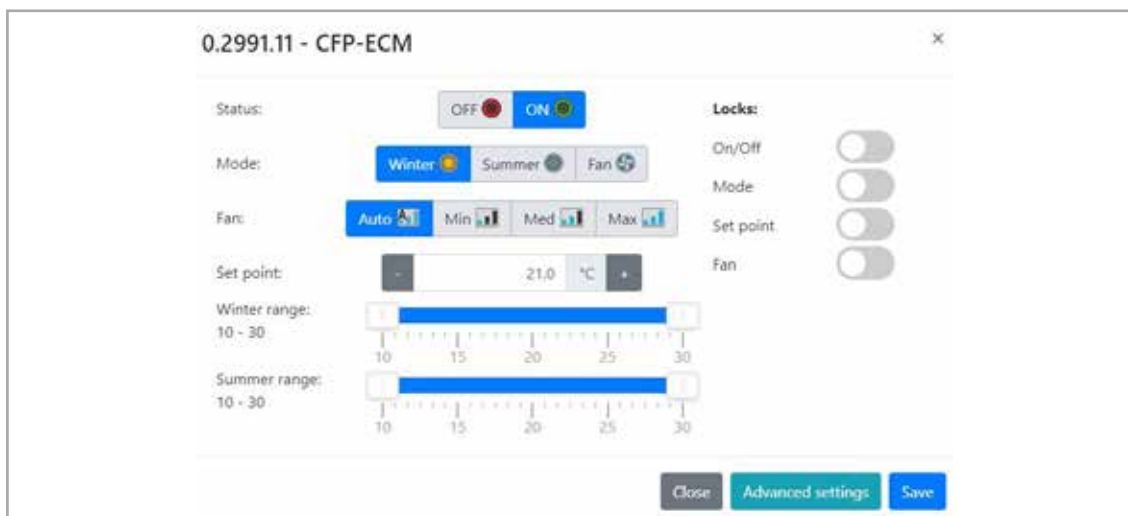 0.2991.11 - CFP-ECM ×
Status: OFF ON
Mode: Winter Summer Fan
Fan: Auto Min Med Max
Set point: - 21.0 °C +
Winter range:
10 - 30
10 15 20 25 30
Summer range:
10 - 30
10 15 20 25 30
Locks:
On/Off
Mode
Set point
Fan
Close Advanced settings Save